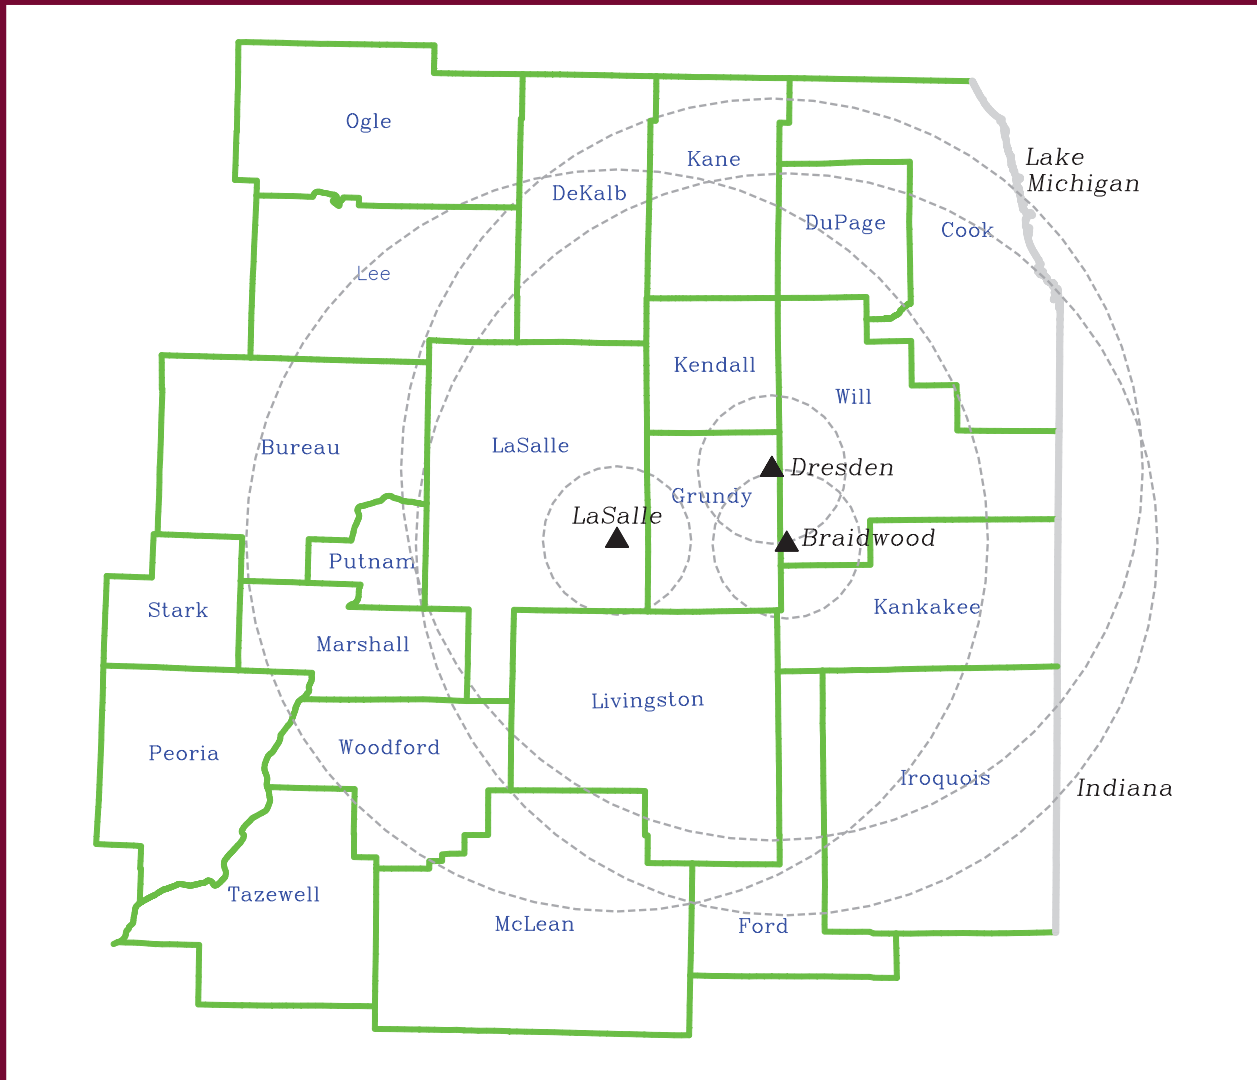 Ogle
Kane
Lake
Michigan
DeKalb
DuPage
Cook
Lee
Kendall
Will
Bureau
LaSalle
Dresden
Grundy
LaSalle
Braidwood
Putnam
Stark
Kankakee
Marshall
Livingston
Peoria
Woodford
Iroquois
Indiana
Tazewell
McLean
Ford